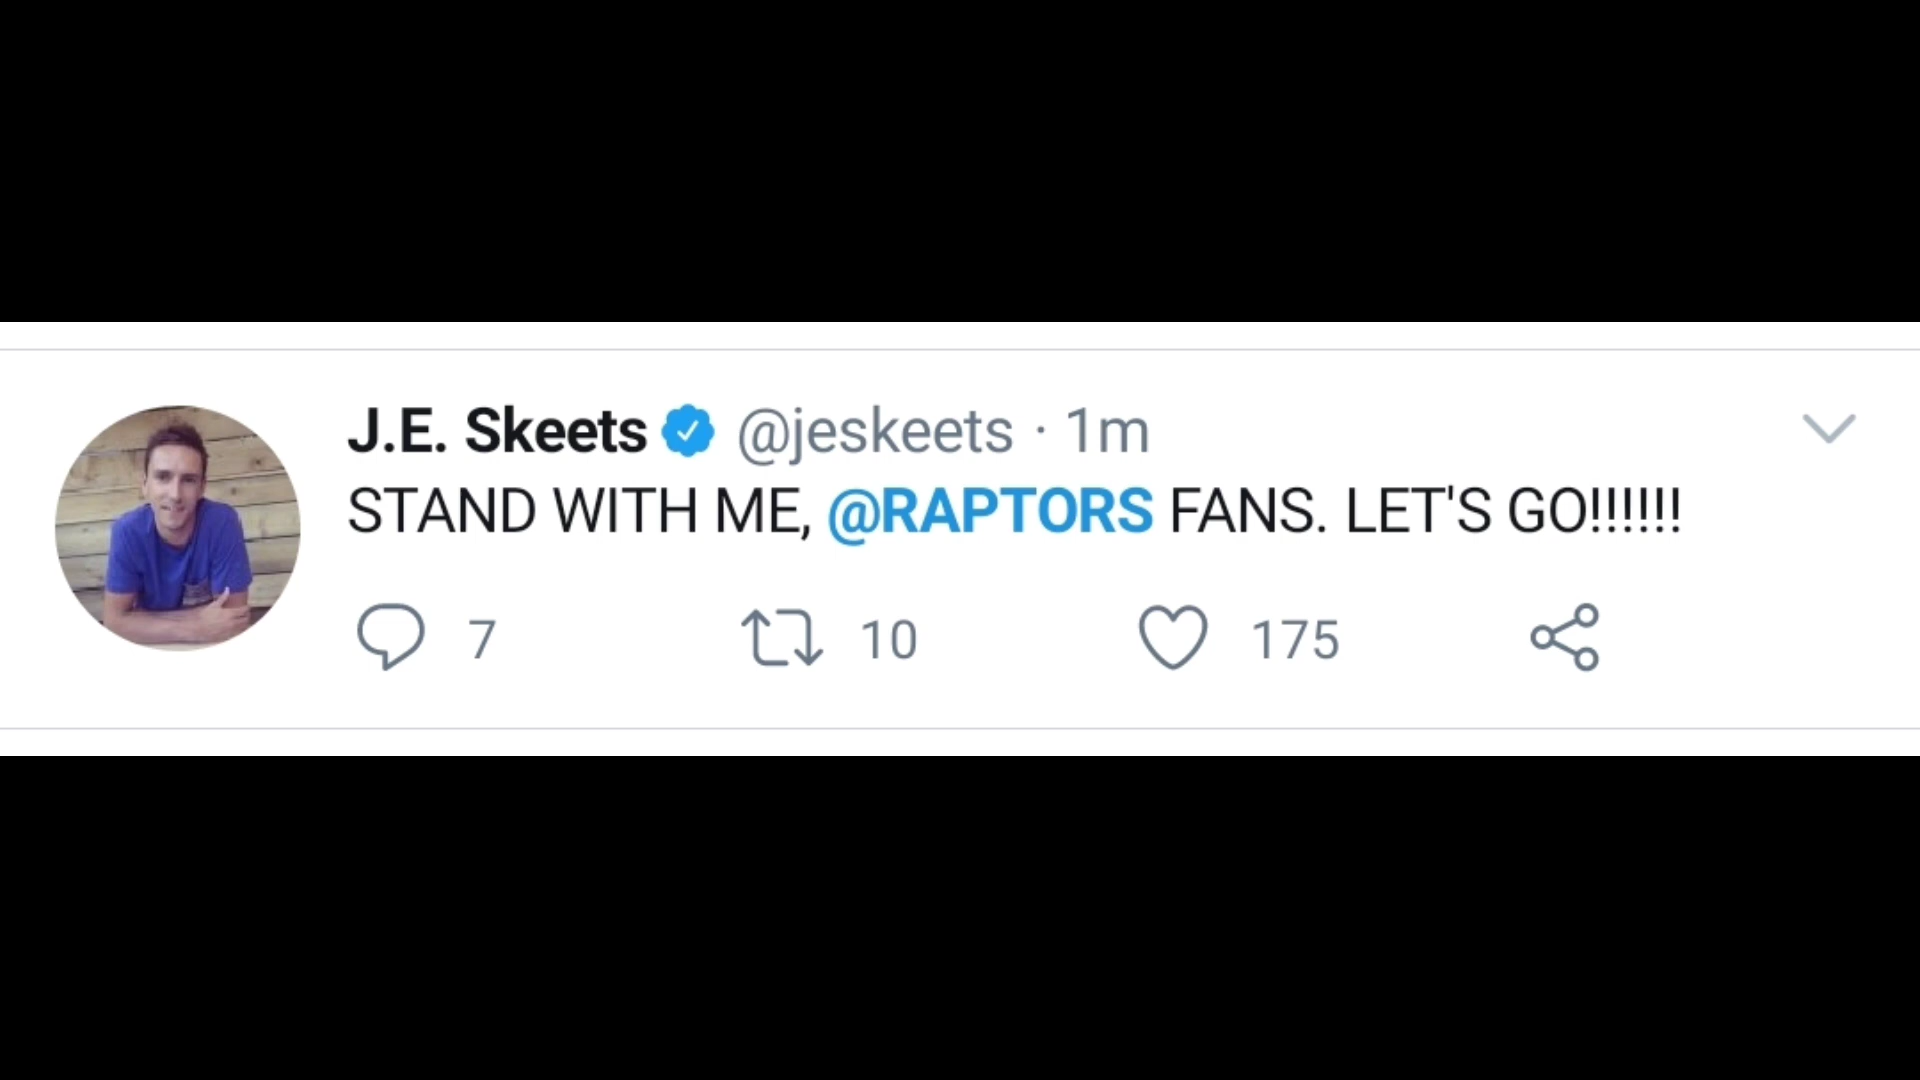 J.E. Skeets @jeskeets · 1m
STAND WITH ME, @RAPTORS FANS. LET'S GO!!!!!!
7 10 175